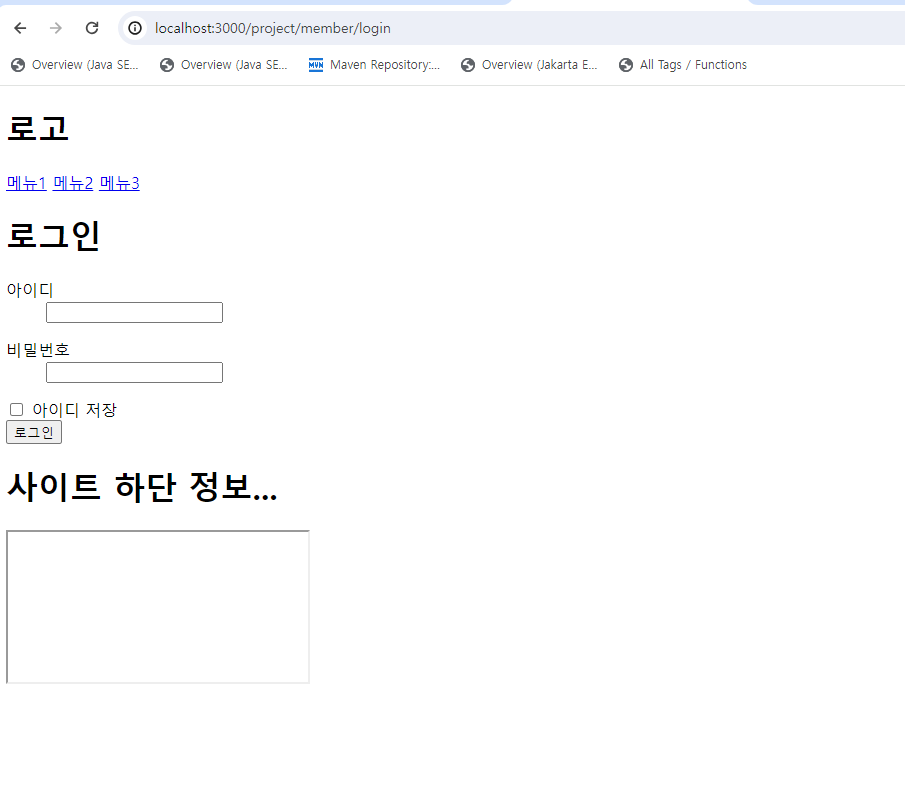 localhost:3000/project/member/login
Overview (Java SE... Overview (Java SE... MVN Maven Repository:... Overview (Jakarta E... All Tags / Functions
로고
메뉴1 메뉴2 메뉴3
로그인
아이디
비밀번호
아이디 저장
로그인
사이트 하단 정보...